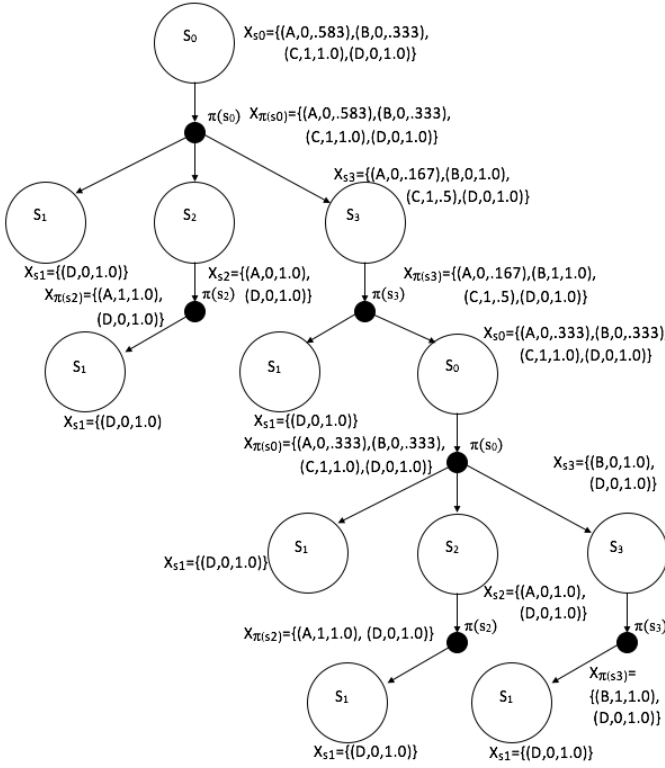 S₀
Xs0={(A,0,.583),(B,0,.333),
(C,1,1.0),(D,0,1.0)}
π(s₀)
Xπ(s0)={(A,0,.583),(B,0,.333),
(C,1,1.0),(D,0,1.0)}
Xs3={(A,0,.167),(B,0,1.0),
(C,1,.5),(D,0,1.0)}
S₁
S₂
S₃
Xs1={(D,0,1.0)}
Xs2={(A,0,1.0),
(D,0,1.0)}
Xπ(s2)={(A,1,1.0),
(D,0,1.0)}
π(s₂)
Xπ(s3)={(A,0,.167),(B,1,1.0),
(C,1,.5),(D,0,1.0)}
π(s₃)
Xs0={(A,0,.333),(B,0,.333),
(C,1,1.0),(D,0,1.0)}
S₁
S₁
S₀
Xs1={(D,0,1.0)
Xs1={(D,0,1.0)}
Xπ(s0)={(A,0,.333),(B,0,.333),
(C,1,1.0),(D,0,1.0)}
π(s₀)
Xs3={(B,0,1.0),
(D,0,1.0)}
S₁
S₂
S₃
Xs1={(D,0,1.0)}
Xs2={(A,0,1.0),
(D,0,1.0)}
Xπ(s2)={(A,1,1.0), (D,0,1.0)}
π(s₂)
π(s₃)
Xπ(s3)=
{(B,1,1.0),
(D,0,1.0)}
S₁
S₁
Xs1={(D,0,1.0)}
Xs1={(D,0,1.0)}